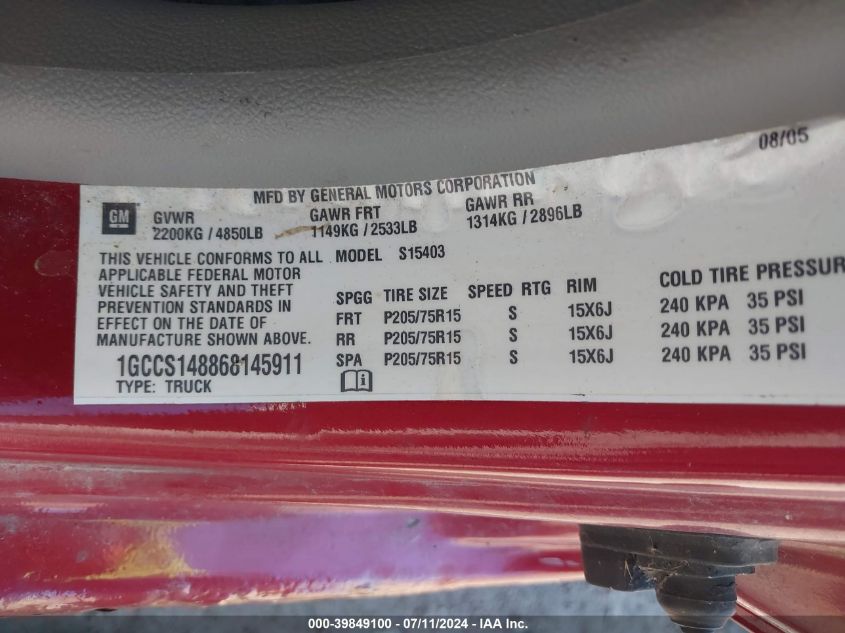 08/05
MFD BY GENERAL MOTORS CORPORATION
GM
GVWR GAWR FRT GAWR RR
2200KG / 4850LB 1149KG / 2533LB 1314KG / 2896LB
THIS VEHICLE CONFORMS TO ALL
APPLICABLE FEDERAL MOTOR
VEHICLE SAFETY AND THEFT
PREVENTION STANDARDS IN
EFFECT ON THE DATE OF
MANUFACTURE SHOWN ABOVE.
1GCCS148868145911
TYPE: TRUCK
MODEL S15403
SPGG TIRE SIZE SPEED RTG RIM COLD TIRE PRESSUR
FRT P205/75R15 S 15X6J 240 KPA 35 PSI
RR P205/75R15 S 15X6J 240 KPA 35 PSI
SPA P205/75R15 S 15X6J 240 KPA 35 PSI
000-39849100 - 07/11/2024 - IAAI.com